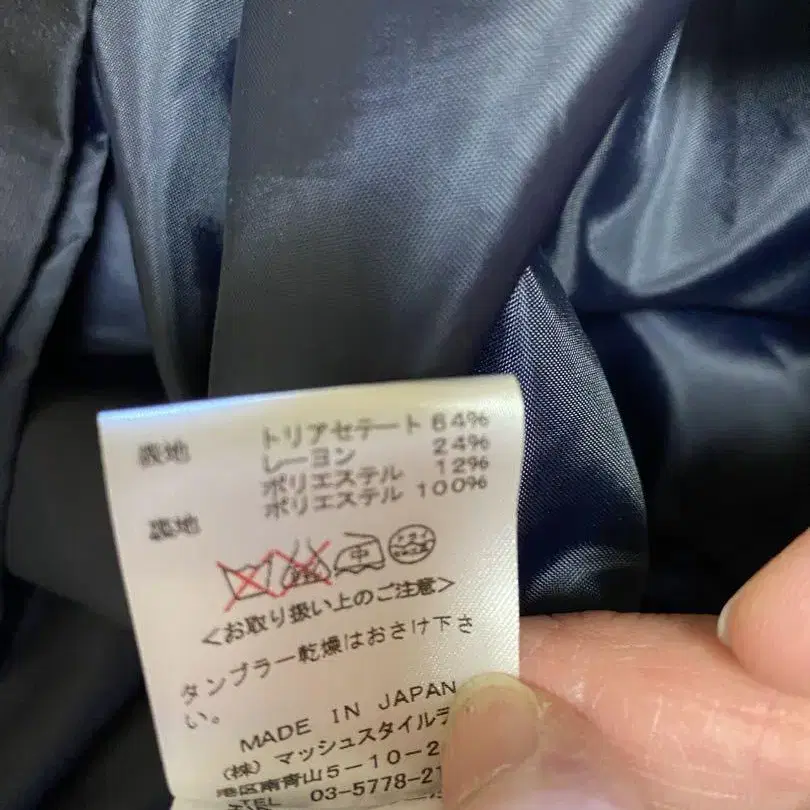 表地 トリアセテート 64%
レーヨン 24%
ポリエステル 12%
裏地 ポリエステル 100%
中
<お取り扱い上のご注意>
タンブラー乾燥はおさけ下さ
い。
MADE IN JAPAN
(株)マッシュスタイルラ
港区南青山5-10-2
TEL 03-5778-21